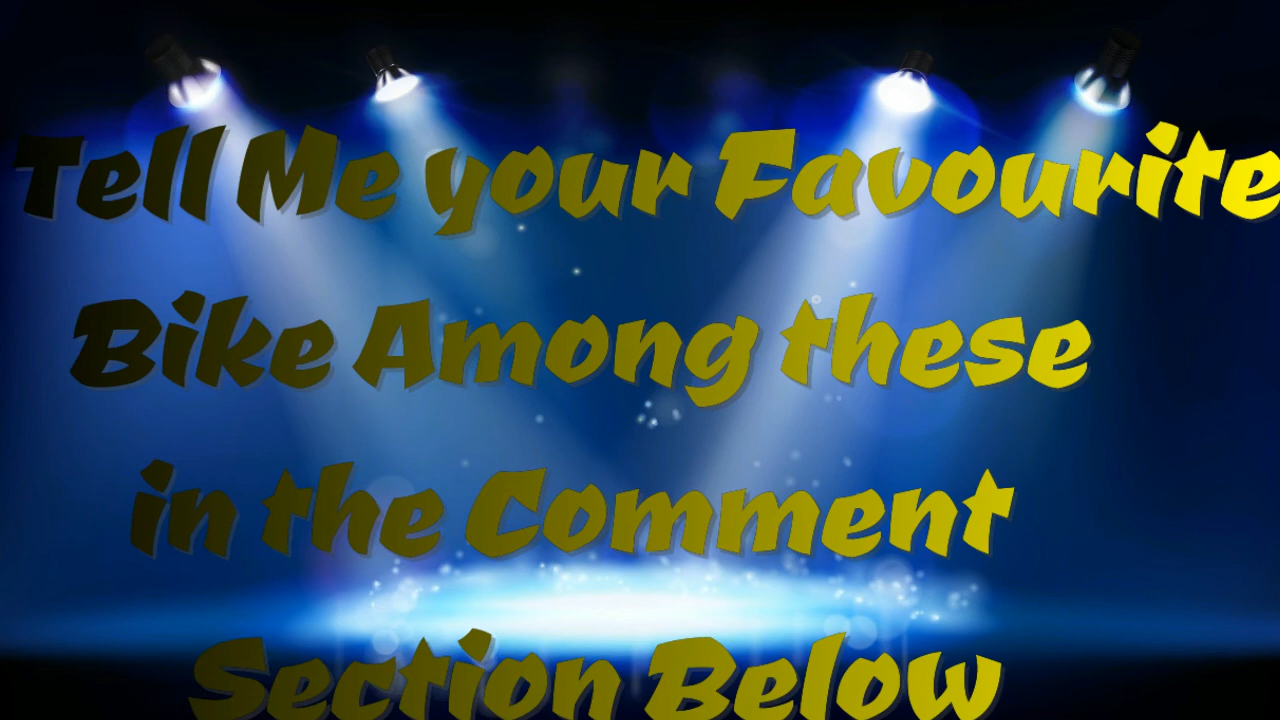 Tell Me your Favourite
Bike Among these
in the Comment
Section Below